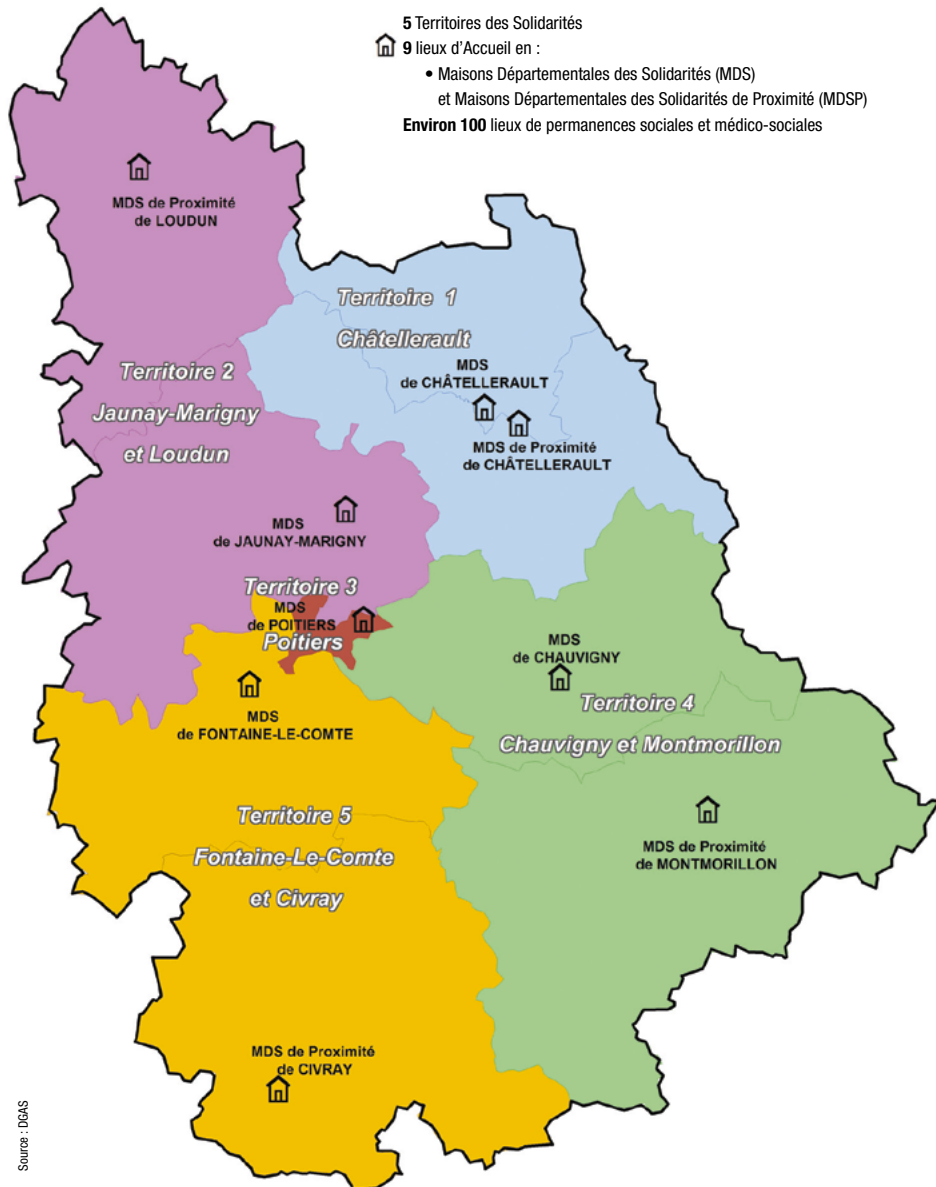 5 Territoires des Solidarités
9 lieux d'Accueil en :
• Maisons Départementales des Solidarités (MDS)
et Maisons Départementales des Solidarités de Proximité (MDSP)
Environ 100 lieux de permanences sociales et médico-sociales
MDS de Proximité
de LOUDUN
Territoire 1
Châtellerault
MDS
de CHÂTELLERAULT
MDS de Proximité
de CHÂTELLERAULT
Territoire 2
Jaunay-Marigny
et Loudun
MDS
de JAUNAY-MARIGNY
Territoire 3
MDS
de POITIERS
Poitiers
MDS
de CHAUVIGNY
Territoire 4
Chauvigny et Montmorillon
MDS
de FONTAINE-LE-COMTE
MDS de Proximité
de MONTMORILLON
Territoire 5
Fontaine-Le-Comte
et Civray
MDS de Proximité
de CIVRAY
Source : DGAS